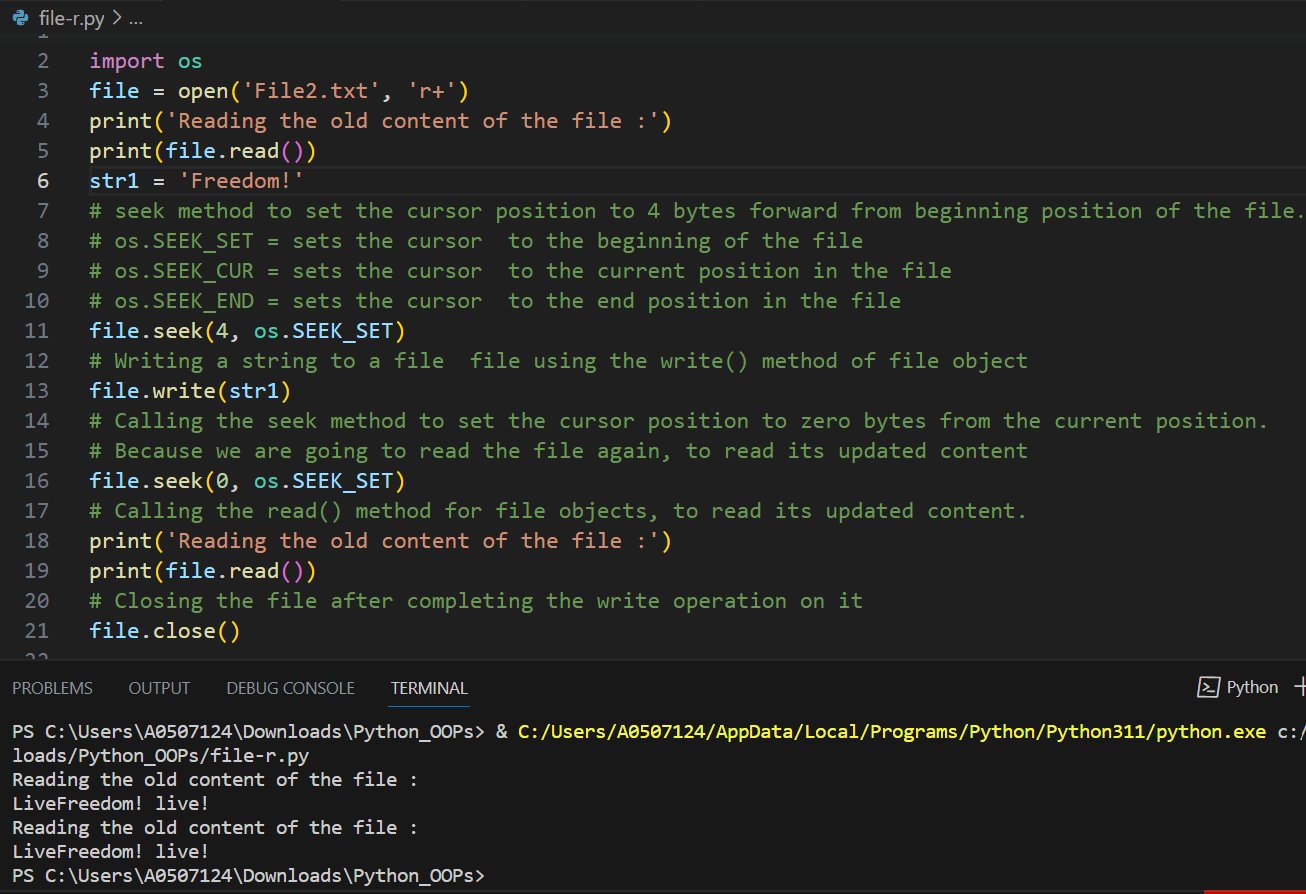 file-r.py > ...
1
2 import os
3 file = open('File2.txt', 'r+')
4 print('Reading the old content of the file :')
5 print(file.read())
6 str1 = 'Freedom!'
7 # seek method to set the cursor position to 4 bytes forward from beginning position of the file.
8 # os.SEEK_SET = sets the cursor  to the beginning of the file
9 # os.SEEK_CUR = sets the cursor  to the current position in the file
10 # os.SEEK_END = sets the cursor  to the end position in the file
11 file.seek(4, os.SEEK_SET)
12 # Writing a string to a file  file using the write() method of file object
13 file.write(str1)
14 # Calling the seek method to set the cursor position to zero bytes from the current position.
15 # Because we are going to read the file again, to read its updated content
16 file.seek(0, os.SEEK_SET)
17 # Calling the read() method for file objects, to read its updated content.
18 print('Reading the old content of the file :')
19 print(file.read())
20 # Closing the file after completing the write operation on it
21 file.close()
22
PROBLEMS OUTPUT DEBUG CONSOLE TERMINAL Python
PS C:\Users\A0507124\Downloads\Python_OOPs> & C:/Users/A0507124/AppData/Local/Programs/Python/Python311/python.exe c:/
loads/Python_OOPs/file-r.py
Reading the old content of the file :
LiveFreedom! live!
Reading the old content of the file :
LiveFreedom! live!
PS C:\Users\A0507124\Downloads\Python_OOPs>